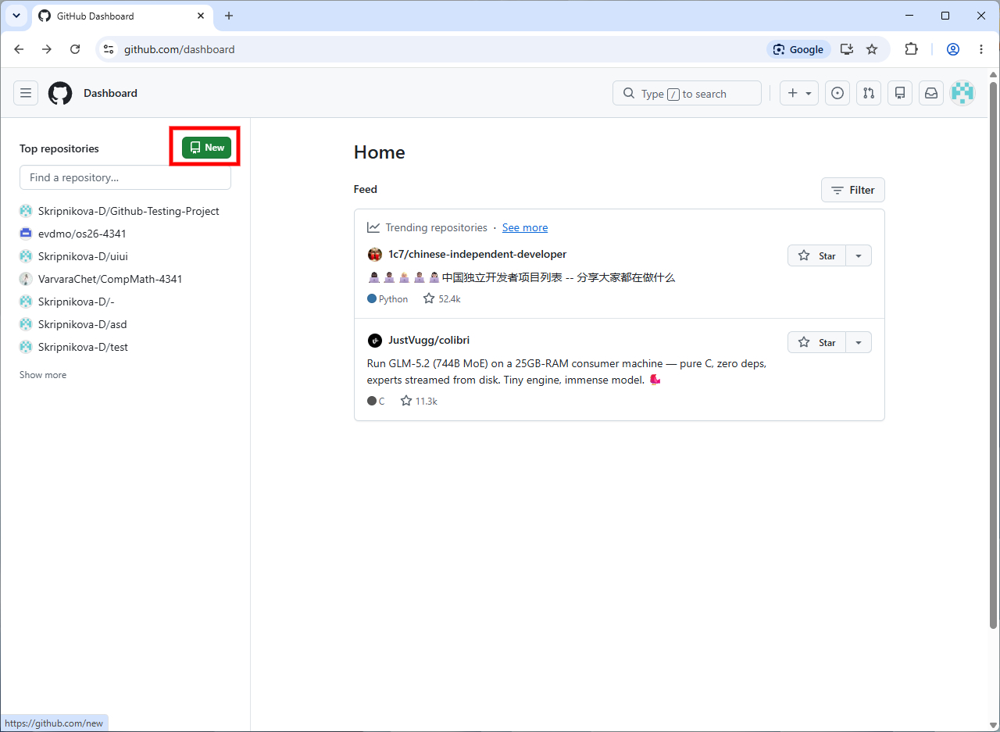 GitHub Dashboard
github.com/dashboard
Google
Dashboard
Type / to search
Top repositories
New
Find a repository...
Skripnikova-D/Github-Testing-Project
evdmo/os26-4341
Skripnikova-D/uiui
VarvaraChet/CompMath-4341
Skripnikova-D/-
Skripnikova-D/asd
Skripnikova-D/test
Show more
Home
Feed
Filter
Trending repositories · See more
1c7/chinese-independent-developer
Star
👩🏿‍💻👨🏾‍💻👩🏼‍💻👨🏽‍💻👩🏻‍💻中国独立开发者项目列表 -- 分享大家都在做什么
Python
52.4k
JustVugg/colibri
Star
Run GLM-5.2 (744B MoE) on a 25GB-RAM consumer machine — pure C, zero deps,
experts streamed from disk. Tiny engine, immense model. 🐦‍🔥
C
11.3k
https://github.com/new